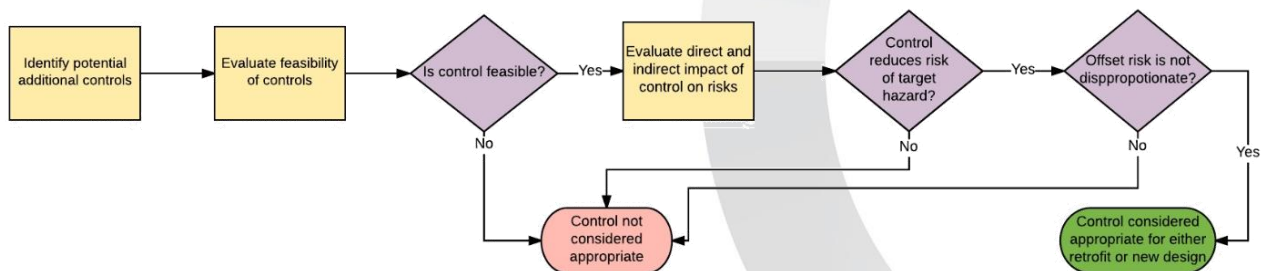 Identify potential
additional controls
Evaluate feasibility
of controls
Is control feasible?
Yes
No
Evaluate direct and
indirect impact of
control on risks
Control
reduces risk
of target
hazard?
Yes
No
Offset risk is not
disppropotionate?
No
Yes
Control not
considered
appropriate
Control considered
appropriate for either
retrofit or new design